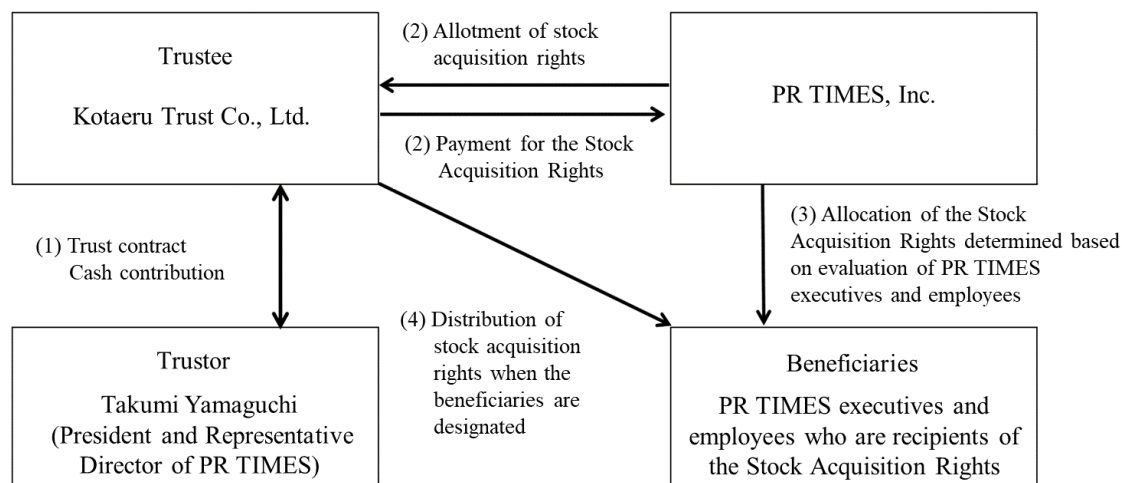 Trustee
Kotaeru Trust Co., Ltd.
(2) Allotment of stock
acquisition rights
PR TIMES, Inc.
(2) Payment for the Stock
Acquisition Rights
(1) Trust contract
Cash contribution
(3) Allocation of the Stock
Acquisition Rights determined based
on evaluation of PR TIMES
executives and employees
(4) Distribution of
stock acquisition
rights when the
beneficiaries are
designated
Trustor
Takumi Yamaguchi
(President and Representative
Director of PR TIMES)
Beneficiaries
PR TIMES executives and
employees who are recipients of
the Stock Acquisition Rights